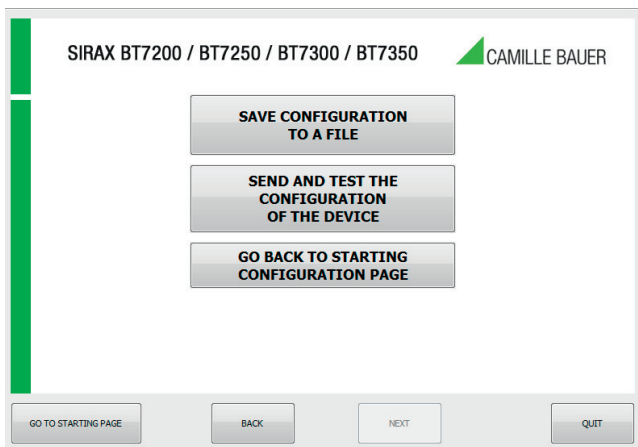 SIRAX BT7200 / BT7250 / BT7300 / BT7350
CAMILLE BAUER
SAVE CONFIGURATION
TO A FILE
SEND AND TEST THE
CONFIGURATION
OF THE DEVICE
GO BACK TO STARTING
CONFIGURATION PAGE
GO TO STARTING PAGE
BACK
NEXT
QUIT